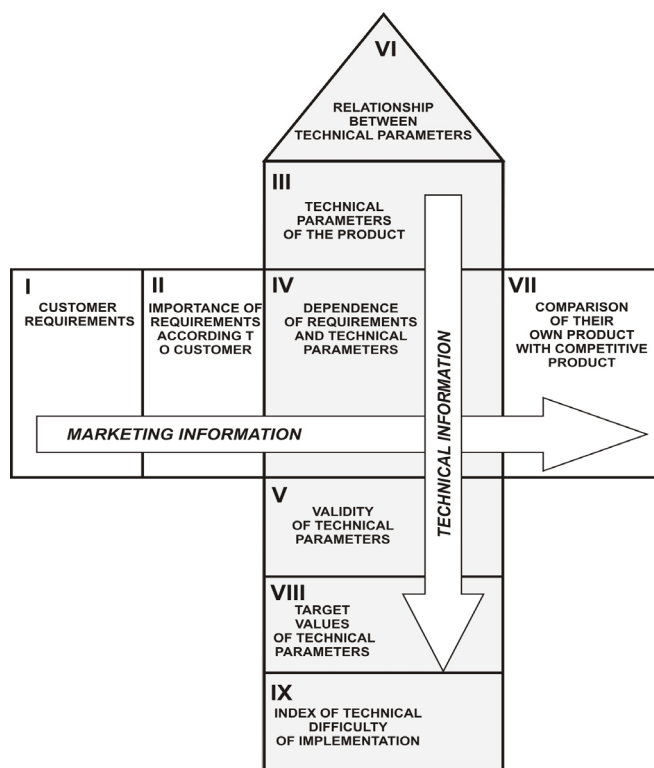 VI
RELATIONSHIP
BETWEEN
TECHNICAL PARAMETERS
III
TECHNICAL
PARAMETERS
OF THE PRODUCT
I
CUSTOMER
REQUIREMENTS
II
IMPORTANCE OF
REQUIREMENTS
ACCORDING T
O CUSTOMER
IV
DEPENDENCE
OF REQUIREMENTS
AND TECHNICAL
PARAMETERS
VII
COMPARISON
OF THEIR
OWN PRODUCT
WITH COMPETITIVE
PRODUCT
MARKETING INFORMATION
TECHNICAL INFORMATION
V
VALIDITY
OF TECHNICAL
PARAMETERS
VIII
TARGET
VALUES
OF TECHNICAL
PARAMETERS
IX
INDEX OF TECHNICAL
DIFFICULTY
OF IMPLEMENTATION